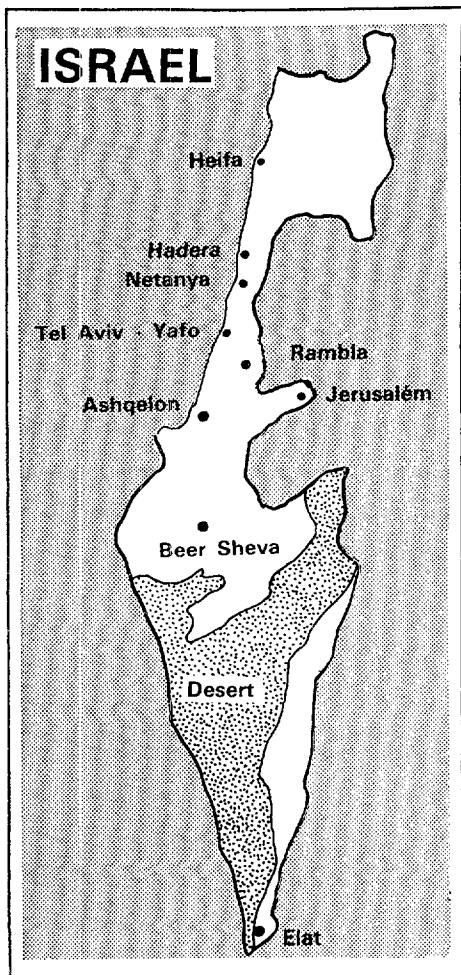 ISRAEL
Heifa
Hadera
Netanya
Tel Aviv - Yafo
Rambla
Jerusalém
Ashqelon
Beer Sheva
Desert
Elat